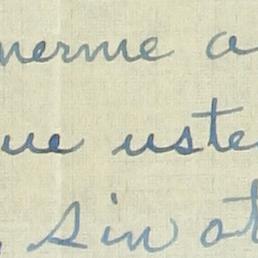 nerme a
ue uste
, sin ot